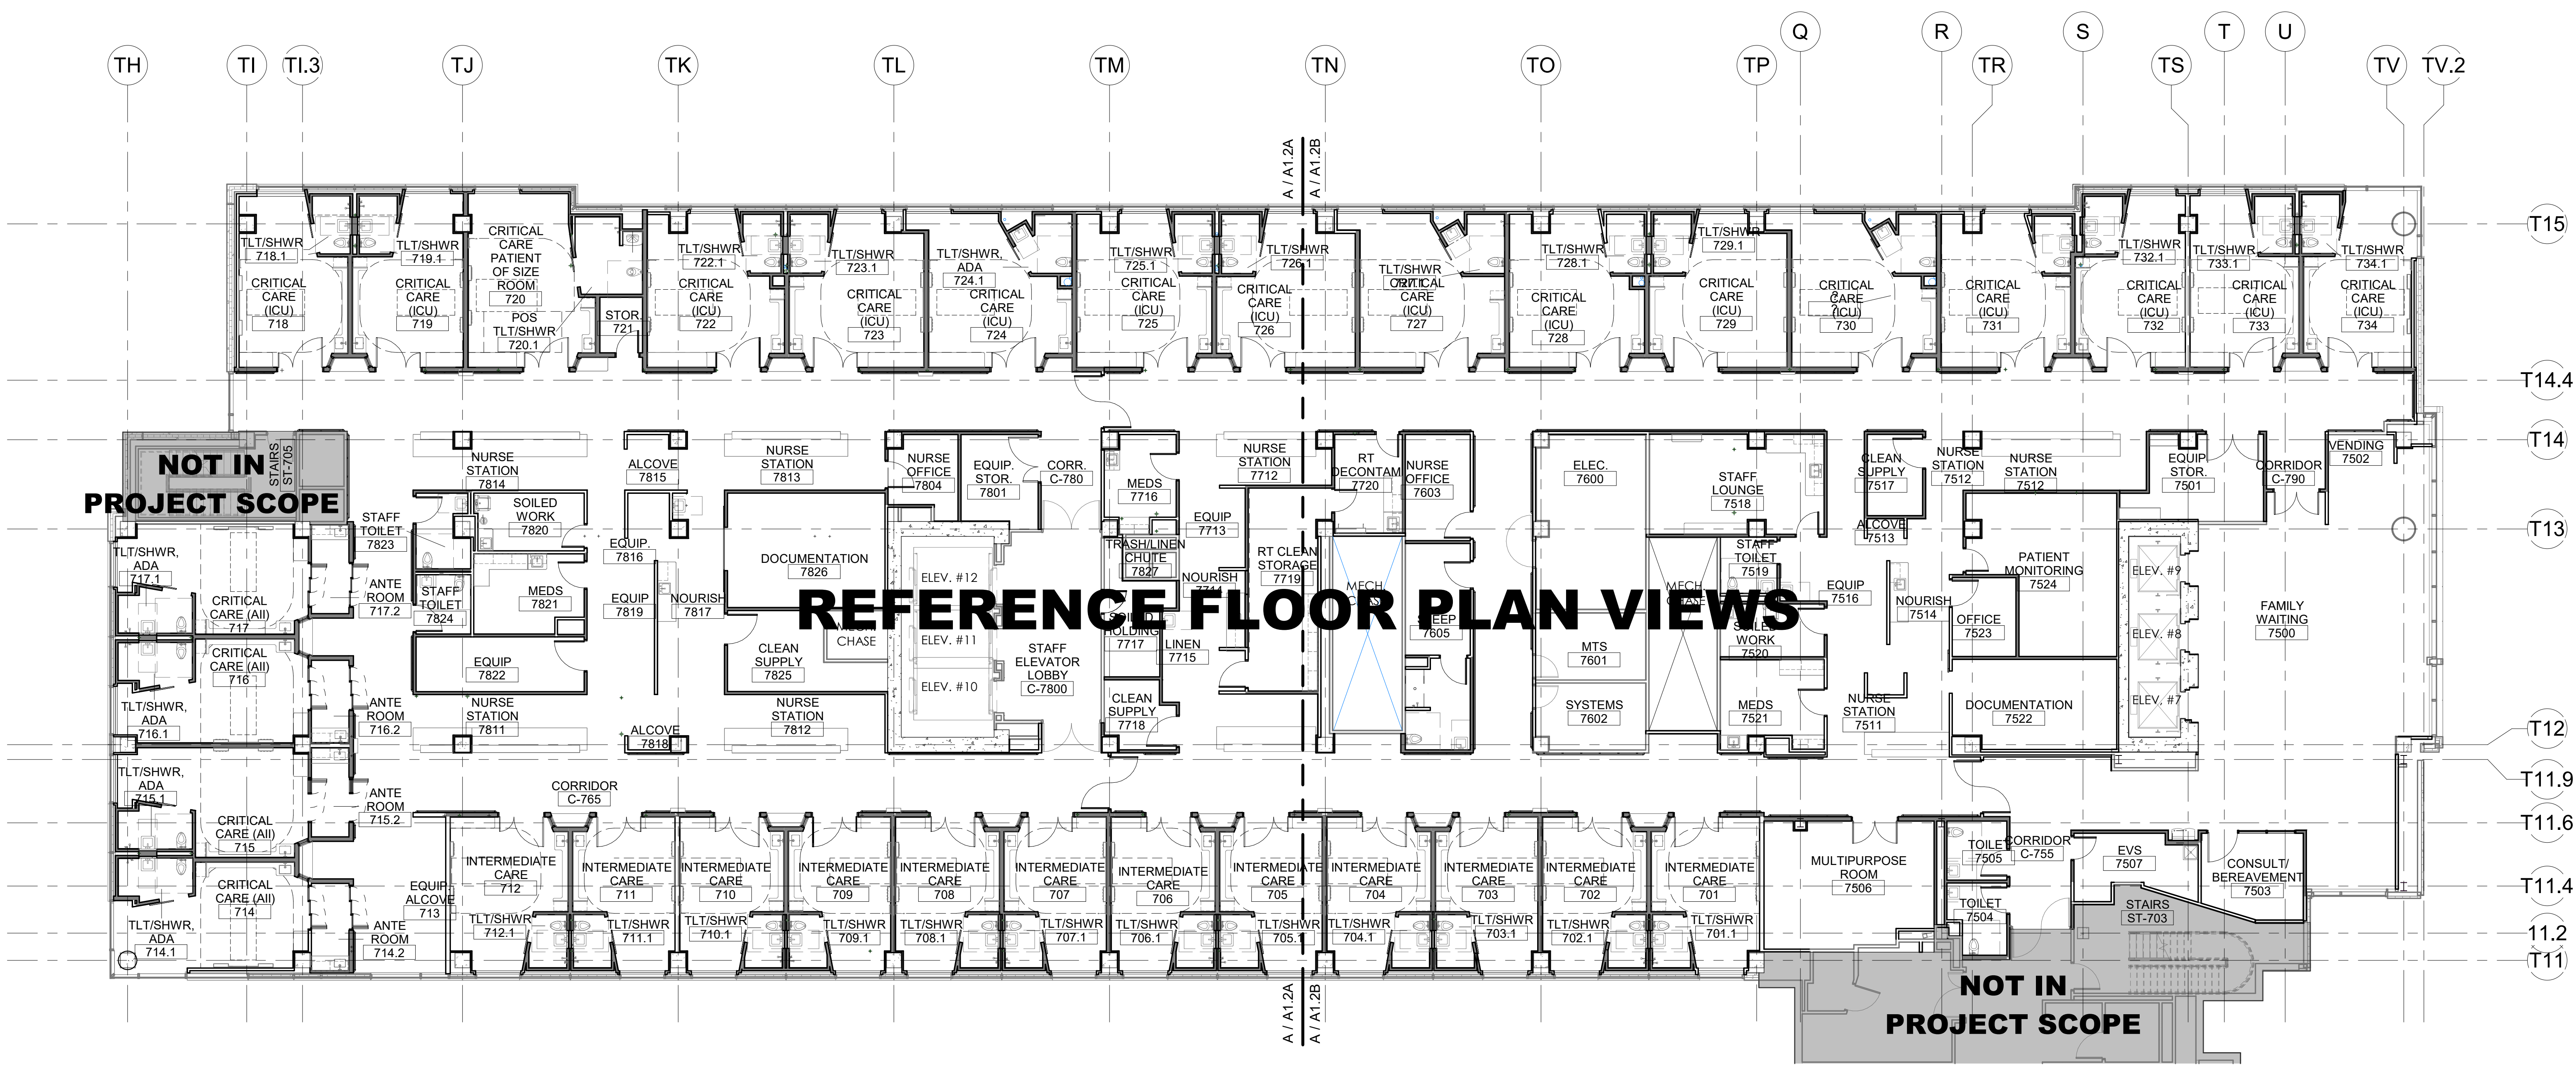 Q
R
S
T
U
TH
TI
TI.3
TJ
TK
TL
TM
TN
TO
TP
TR
TS
TV
TV.2
A / A1.2A
A / A1.2B
T15
T14.4
T14
T13
T12
T11.9
T11.6
T11.4
11.2
T11
TLT/SHWR
718.1
CRITICAL
CARE
(ICU)
718
TLT/SHWR
719.1
CRITICAL
CARE
(ICU)
719
CRITICAL
CARE
PATIENT
OF SIZE
ROOM
720
POS
TLT/SHWR
720.1
STOR.
721
TLT/SHWR
722.1
CRITICAL
CARE
(ICU)
722
TLT/SHWR
723.1
CRITICAL
CARE
(ICU)
723
TLT/SHWR,
ADA
724.1
CRITICAL
CARE
(ICU)
724
TLT/SHWR
725.1
CRITICAL
CARE
(ICU)
725
TLT/SHWR
726.1
CRITICAL
CARE
(ICU)
726
TLT/SHWR
CRITICAL
CARE
(ICU)
727
TLT/SHWR
728.1
CRITICAL
CARE
(ICU)
728
TLT/SHWR
729.1
CRITICAL
CARE
(ICU)
729
CRITICAL
CARE
(ICU)
730
?
CRITICAL
CARE
(ICU)
731
TLT/SHWR
732.1
CRITICAL
CARE
(ICU)
732
TLT/SHWR
733.1
CRITICAL
CARE
(ICU)
733
TLT/SHWR
734.1
CRITICAL
CARE
(ICU)
734
NOT IN
PROJECT SCOPE
STAIRS
ST-705
NURSE
STATION
7814
ALCOVE
7815
NURSE
STATION
7813
NURSE
OFFICE
7804
EQUIP.
STOR.
7801
CORR.
C-780
MEDS
7716
NURSE
STATION
7712
RT
DECONTAM
7720
NURSE
OFFICE
7603
ELEC.
7600
STAFF
LOUNGE
7518
CLEAN
SUPPLY
7517
NURSE
STATION
7512
NURSE
STATION
7512
EQUIP.
STOR.
7501
CORRIDOR
C-790
VENDING
7502
STAFF
TOILET
7823
SOILED
WORK
7820
EQUIP.
7816
DOCUMENTATION
7826
ELEV. #12
TRASH/LINEN
CHUTE
7827
EQUIP
7713
RT CLEAN
STORAGE
7719
MECH
ALCOVE
7513
STAFF
TOILET
7519
MECH
CHASE
EQUIP
7516
PATIENT
MONITORING
7524
ELEV. #9
TLT/SHWR,
ADA
717.1
CRITICAL
CARE (AII)
717
ANTE
ROOM
717.2
STAFF
TOILET
7824
MEDS
7821
EQUIP
7819
NOURISH
7817
NOURISH
REFERENCE FLOOR PLAN VIEWS
NOURISH
7514
OFFICE
7523
ELEV. #8
FAMILY
WAITING
7500
CHASE
ELEV. #11
HOLDING
7717
LINEN
7715
7605
WORK
7520
CRITICAL
CARE (AII)
716
TLT/SHWR,
ADA
716.1
ANTE
ROOM
716.2
EQUIP
7822
CLEAN
SUPPLY
7825
ELEV. #10
STAFF
ELEVATOR
LOBBY
C-7800
MTS
7601
NURSE
STATION
7811
ALCOVE
7818
NURSE
STATION
7812
CLEAN
SUPPLY
7718
SYSTEMS
7602
MEDS
7521
NURSE
STATION
7511
DOCUMENTATION
7522
ELEV. #7
TLT/SHWR,
ADA
715.1
CRITICAL
CARE (AII)
715
ANTE
ROOM
715.2
CORRIDOR
C-765
CRITICAL
CARE (AII)
714
TLT/SHWR,
ADA
714.1
ANTE
ROOM
714.2
EQUIP.
ALCOVE
713
INTERMEDIATE
CARE
712
TLT/SHWR
712.1
INTERMEDIATE
CARE
711
TLT/SHWR
711.1
INTERMEDIATE
CARE
710
TLT/SHWR
710.1
INTERMEDIATE
CARE
709
TLT/SHWR
709.1
INTERMEDIATE
CARE
708
TLT/SHWR
708.1
INTERMEDIATE
CARE
707
TLT/SHWR
707.1
INTERMEDIATE
CARE
706
TLT/SHWR
706.1
INTERMEDIATE
CARE
705
TLT/SHWR
705.1
INTERMEDIATE
CARE
704
TLT/SHWR
704.1
INTERMEDIATE
CARE
703
TLT/SHWR
703.1
INTERMEDIATE
CARE
702
TLT/SHWR
702.1
INTERMEDIATE
CARE
701
TLT/SHWR
701.1
MULTIPURPOSE
ROOM
7506
TOILET
7505
CORRIDOR
C-755
TOILET
7504
EVS
7507
CONSULT/
BEREAVEMENT
7503
STAIRS
ST-703
NOT IN
PROJECT SCOPE
A / A1.2A
A / A1.2B